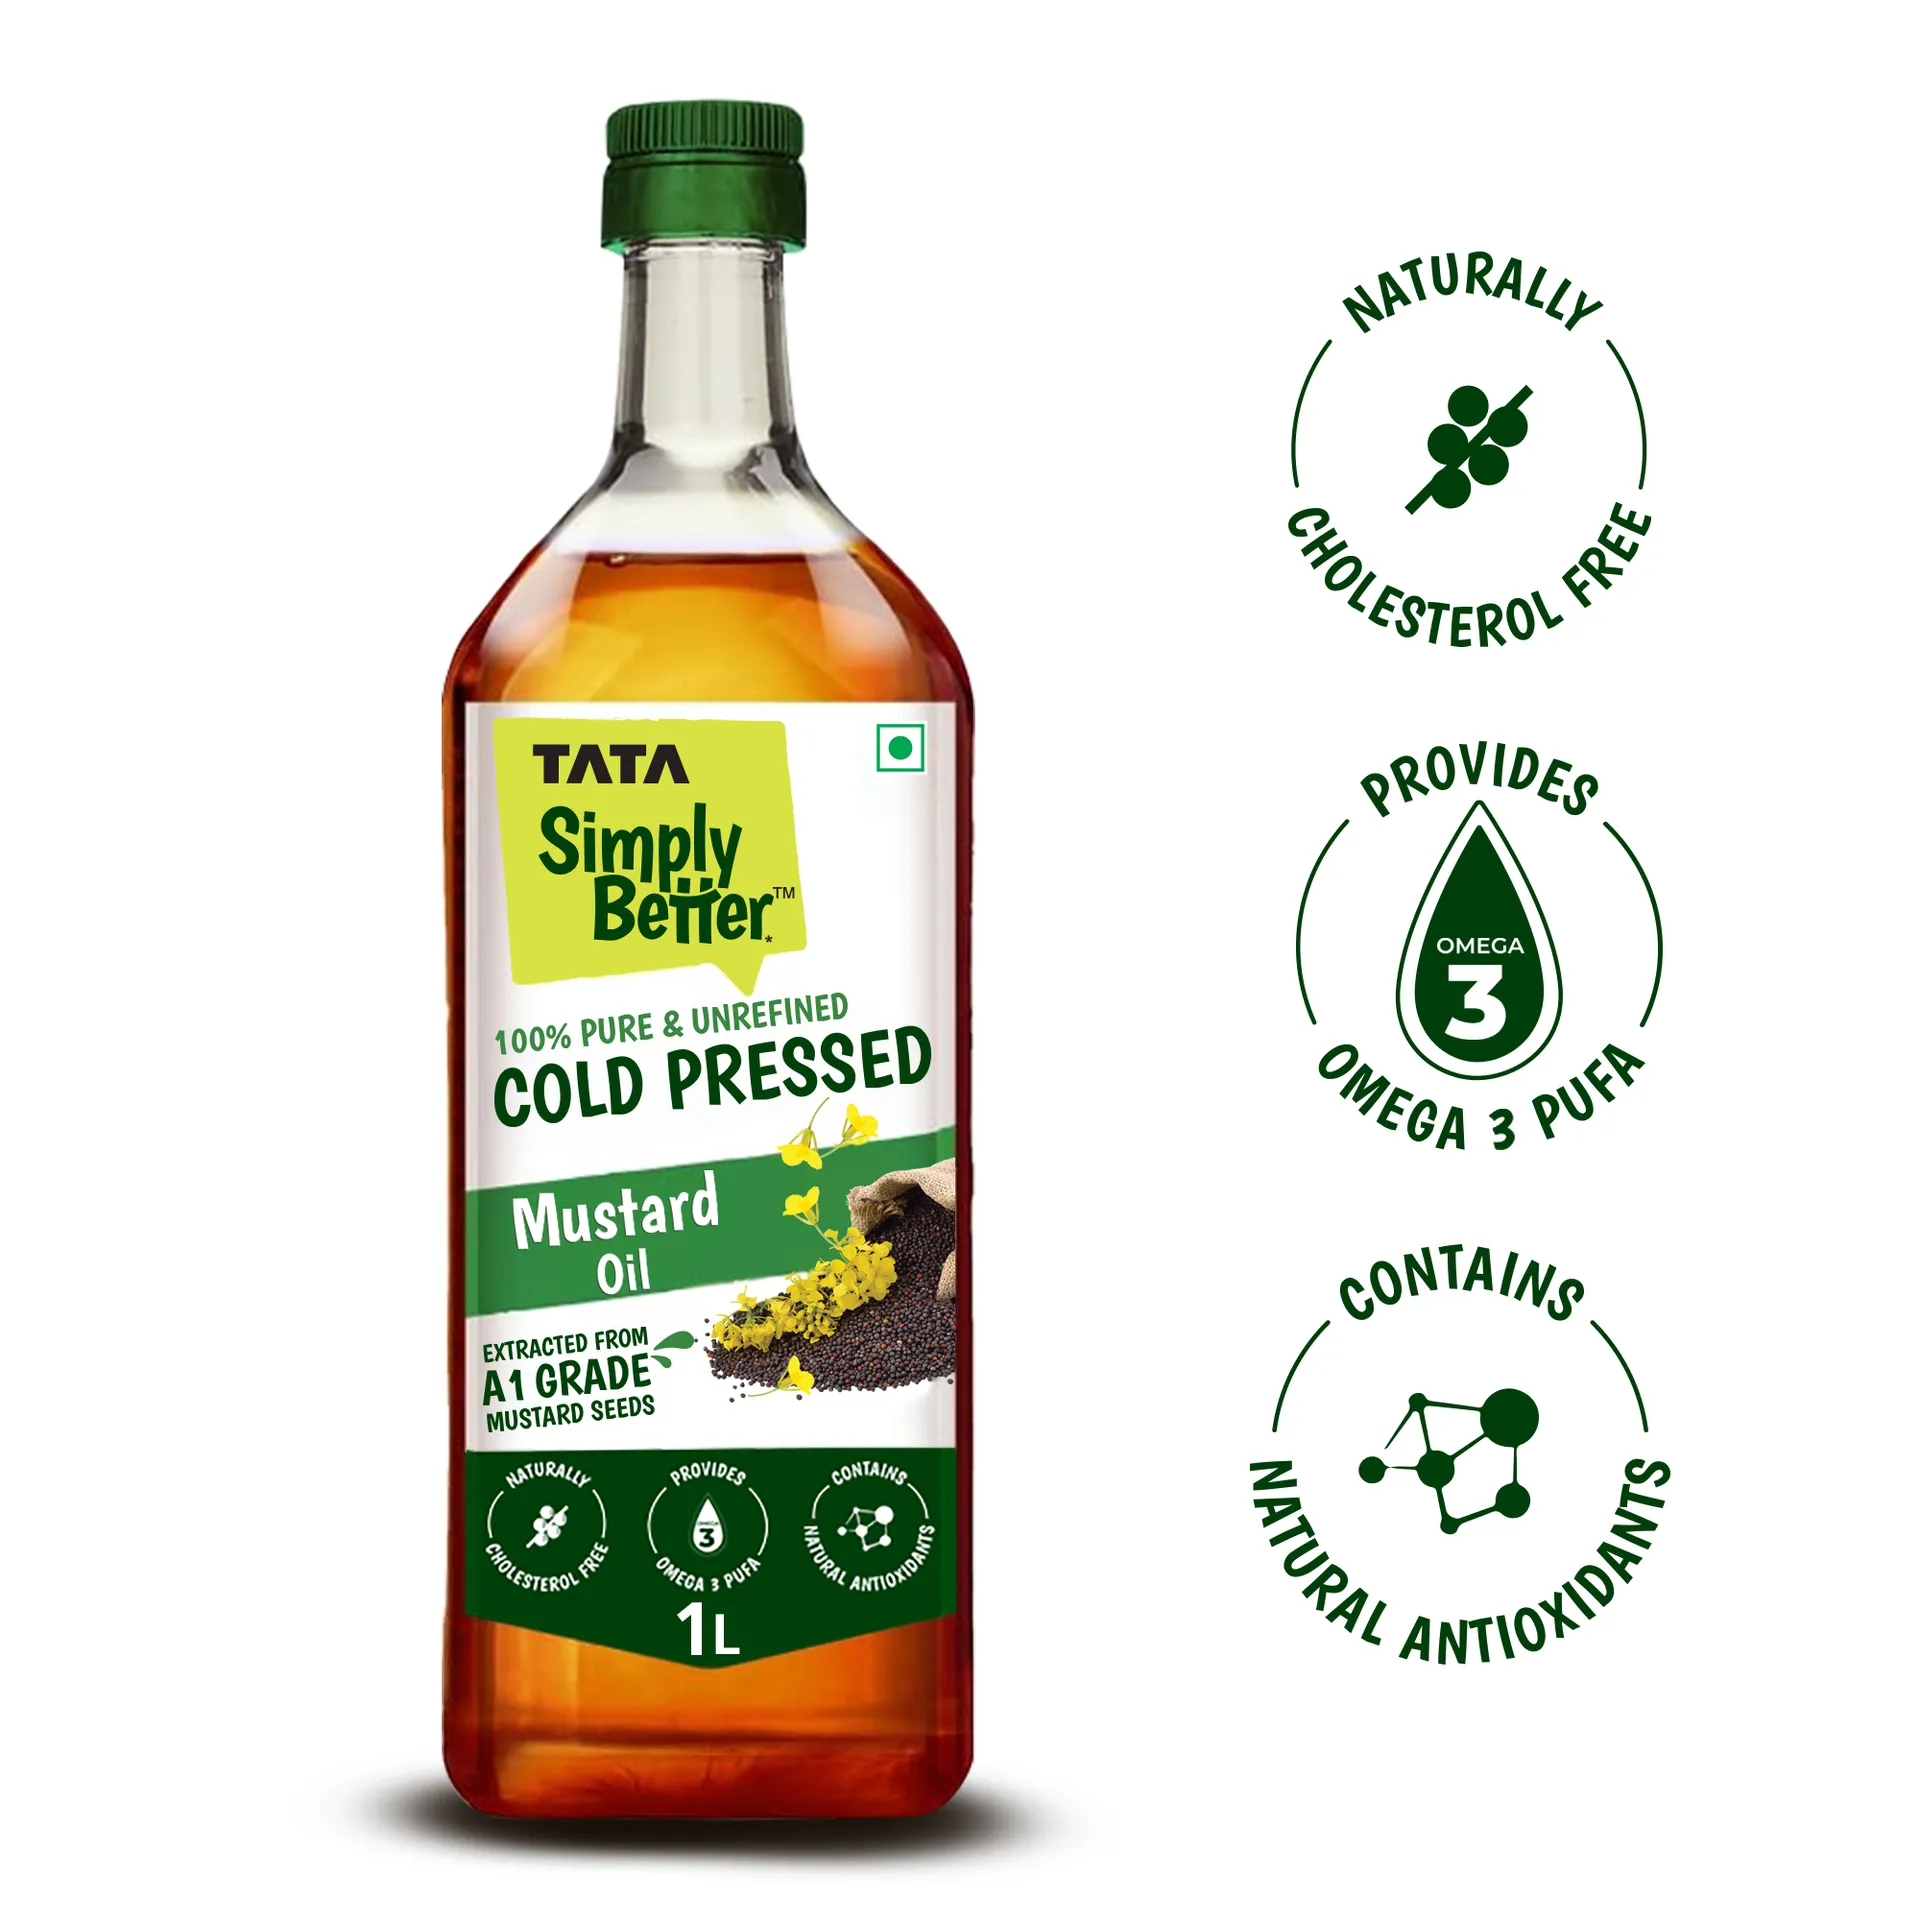 TATA
Simply
Better™*
100% PURE & UNREFINED
COLD PRESSED
Mustard
Oil
EXTRACTED FROM
A1 GRADE
MUSTARD SEEDS
NATURALLY
CHOLESTEROL FREE
PROVIDES
OMEGA
3
OMEGA 3 PUFA
CONTAINS
NATURAL ANTIOXIDANTS
1L
NATURALLY
CHOLESTEROL FREE
PROVIDES
OMEGA
3
OMEGA 3 PUFA
CONTAINS
NATURAL ANTIOXIDANTS